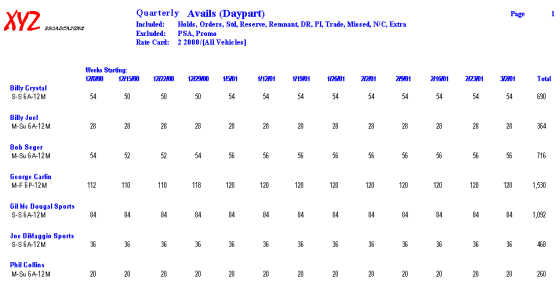 XYZ BROADCASTING
Quarterly Avails (Daypart)
Page 1
Included: Holds, Orders, Std, Reserve, Remnant, DR, PI, Trade, Missed, N/C, Extra
Excluded: PSA, Promo
Rate Card: 2 2000/[All Vehicles]
Weeks Starting:
12/8/00 12/15/00 12/22/00 12/29/00 1/5/01 1/12/01 1/19/01 1/26/01 2/2/01 2/9/01 2/16/01 2/23/01 3/2/01 Total
Billy Crystal
S-S 6A-12M 54 50 50 50 54 54 54 54 54 54 54 54 54 690
Billy Joel
M-Su 6A-12M 28 28 28 28 28 28 28 28 28 28 28 28 28 364
Bob Seger
M-Su 6A-12M 54 52 52 54 56 56 56 56 56 56 56 56 56 716
George Carlin
M-F 6P-12M 112 110 110 118 120 120 120 120 120 120 120 120 120 1,530
Gil Mc Dougal Sports
S-S 6A-12M 84 84 84 84 84 84 84 84 84 84 84 84 84 1,092
Joe DiMaggio Sports
S-S 6A-12M 36 36 36 36 36 36 36 36 36 36 36 36 36 468
Phil Collins
M-Su 6A-12M 20 20 20 20 20 20 20 20 20 20 20 20 20 260